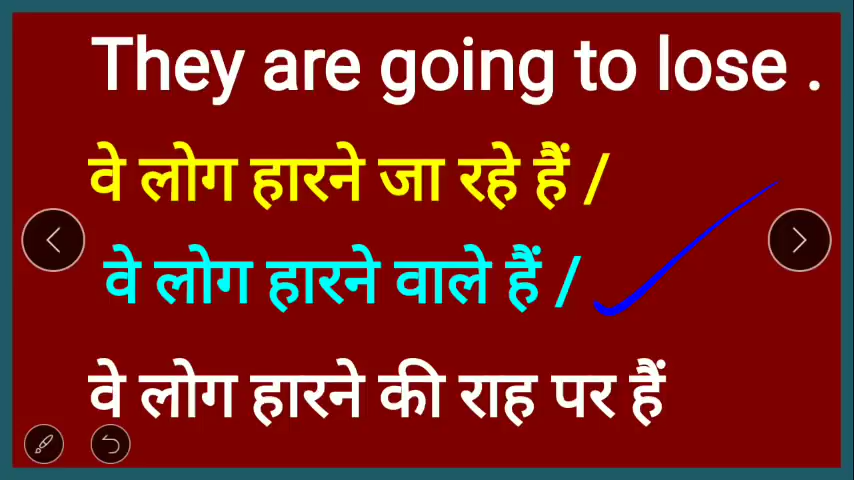 They are going to lose .
वे लोग हारने जा रहे हैं /
वे लोग हारने वाले हैं /
वे लोग हारने की राह पर हैं